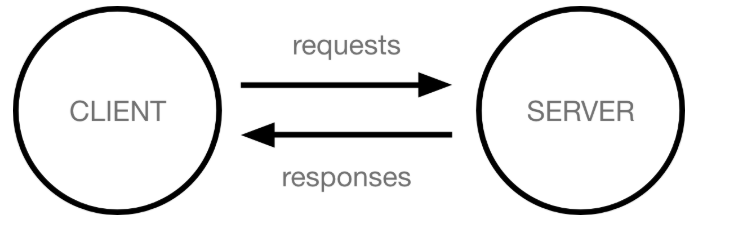 requests
CLIENT
SERVER
responses